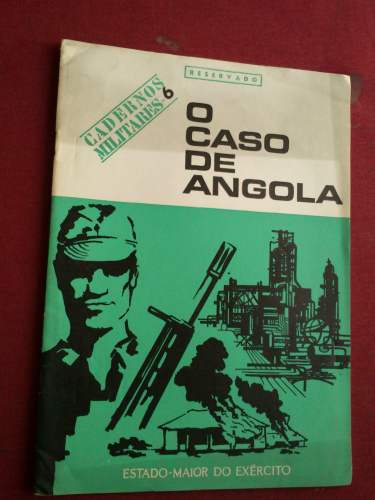 RESERVADO
CADERNOS
MILITARES-6
O
CASO
DE
ANGOLA
ESTADO-MAIOR DO EXÉRCITO